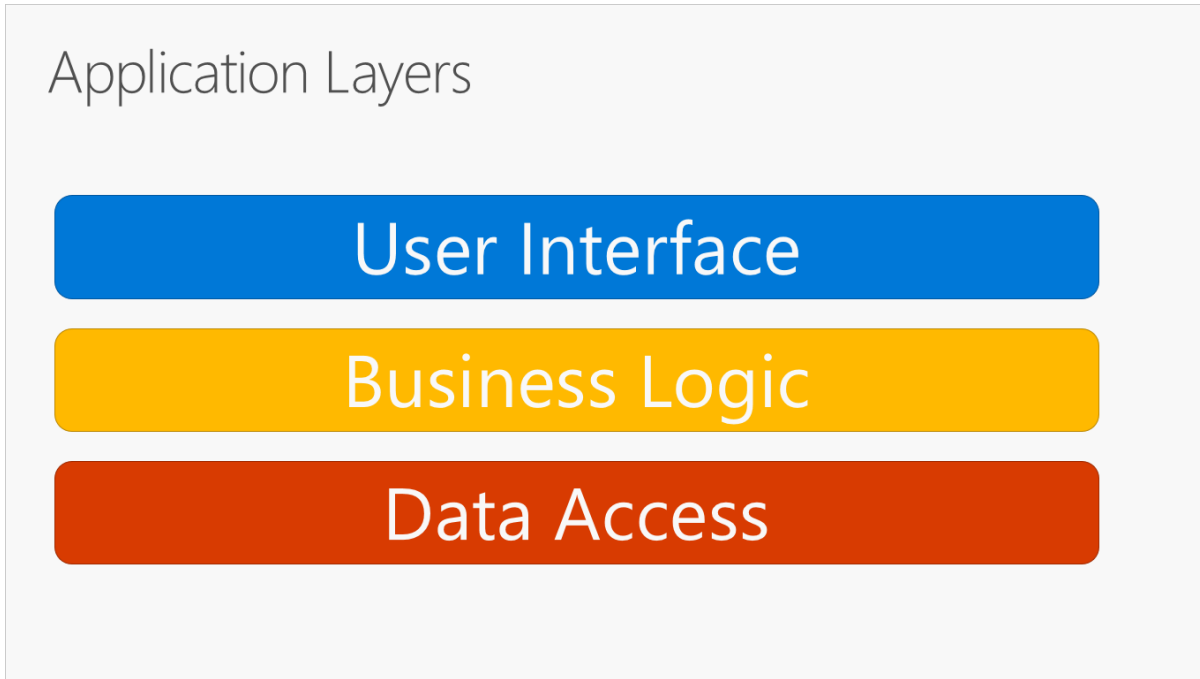 Application Layers
User Interface
Business Logic
Data Access